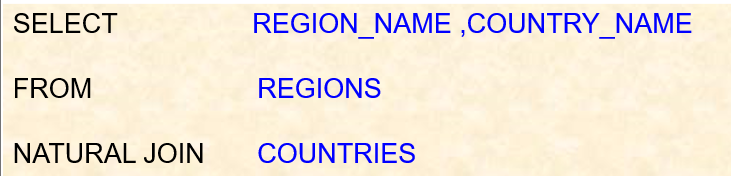 SELECT REGION_NAME ,COUNTRY_NAME
FROM REGIONS
NATURAL JOIN COUNTRIES